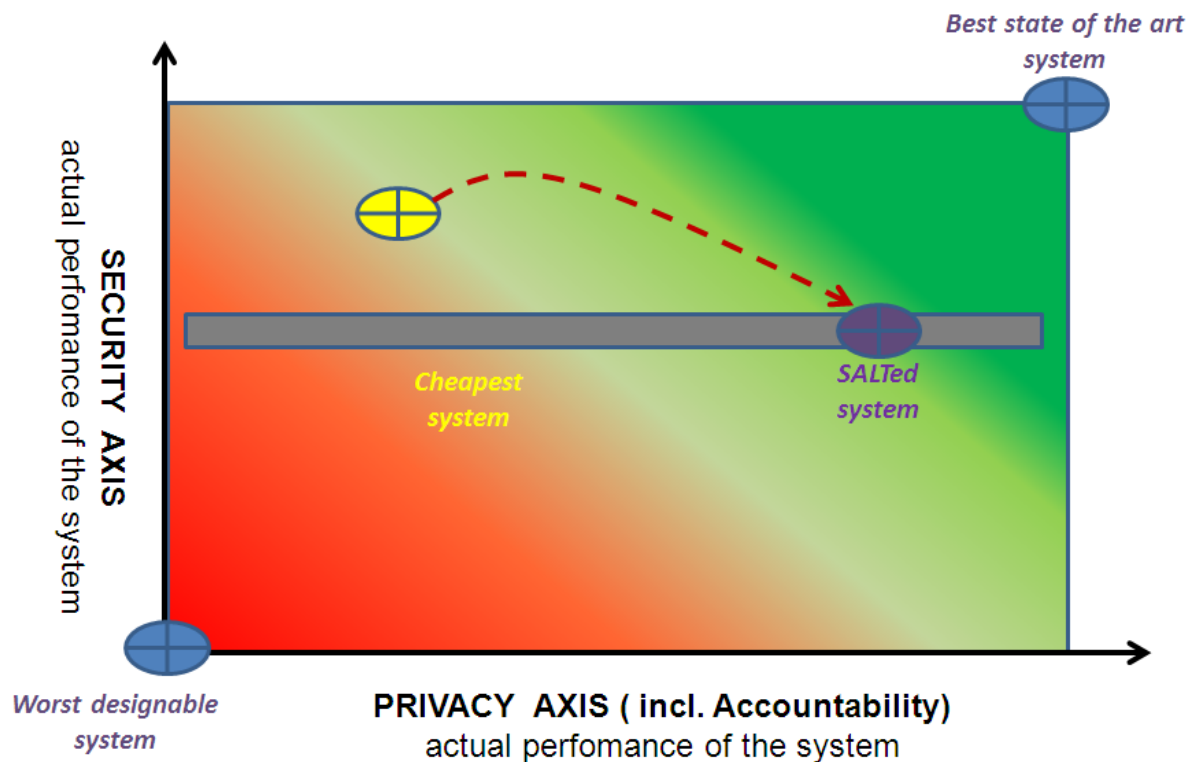 Best state of the art
system
SECURITY AXIS
actual perfomance of the system
Cheapest
system
SALTed
system
Worst designable
system
PRIVACY AXIS ( incl. Accountability)
actual perfomance of the system